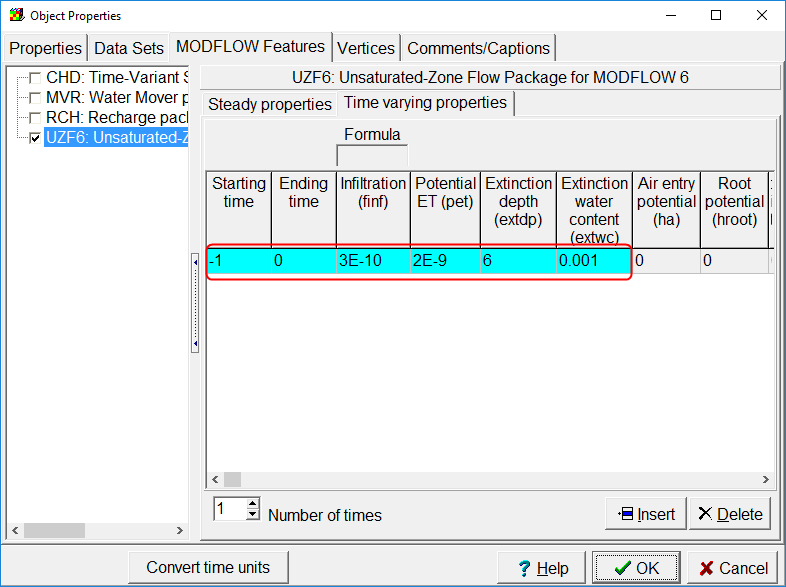 Object Properties
Properties Data Sets MODFLOW Features Vertices Comments/Captions
CHD: Time-Variant S
MVR: Water Mover p
RCH: Recharge pack
UZF6: Unsaturated-Z
UZF6: Unsaturated-Zone Flow Package for MODFLOW 6
Steady properties Time varying properties
Formula
Starting time Ending time Infiltration (finf) Potential ET (pet) Extinction depth (extdp) Extinction water content (extwc) Air entry potential (ha) Root potential (hroot)
-1 0 3E-10 2E-9 6 0.001 0 0
1 Number of times Insert Delete
Convert time units ? Help OK Cancel